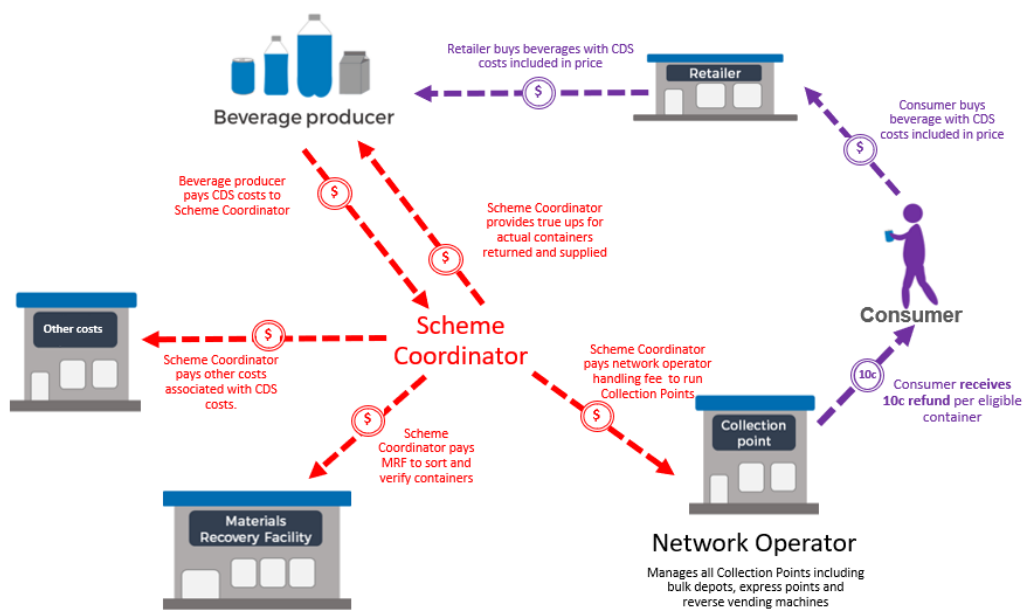 Retailer buys beverages with CDS
costs included in price
$
Retailer
Beverage producer
Consumer buys
beverage with CDS
costs included in price
$
Beverage producer
pays CDS costs to
Scheme Coordinator
$
Scheme Coordinator
provides true ups for
actual containers
returned and supplied
$
Consumer
Other costs
$
Scheme Coordinator
pays other costs
associated with CDS
costs.
Scheme
Coordinator
Scheme Coordinator
pays network operator
handling fee to run
Collection Points
$
10c
Consumer receives
10c refund per eligible
container
$
Scheme
Coordinator pays
MRF to sort and
verify containers
Collection
point
Materials
Recovery Facility
Network Operator
Manages all Collection Points including
bulk depots, express points and
reverse vending machines